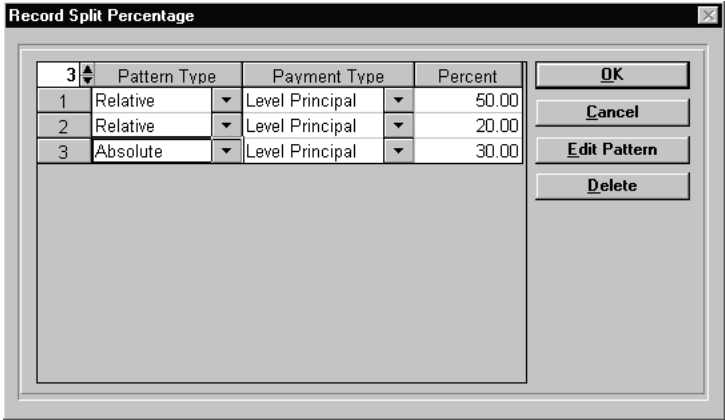 Record Split Percentage
3 Pattern Type Payment Type Percent
1 Relative Level Principal 50.00
2 Relative Level Principal 20.00
3 Absolute Level Principal 30.00
OK
Cancel
Edit Pattern
Delete